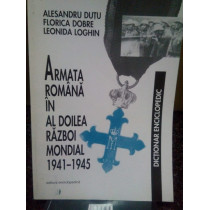 ALESANDRU DUȚU
FLORICA DOBRE
LEONIDA LOGHIN
ARMATA
ROMÂNĂ
ÎN
AL DOILEA
RĂZBOI
MONDIAL
1941-1945
DICȚIONAR ENCICLOPEDIC